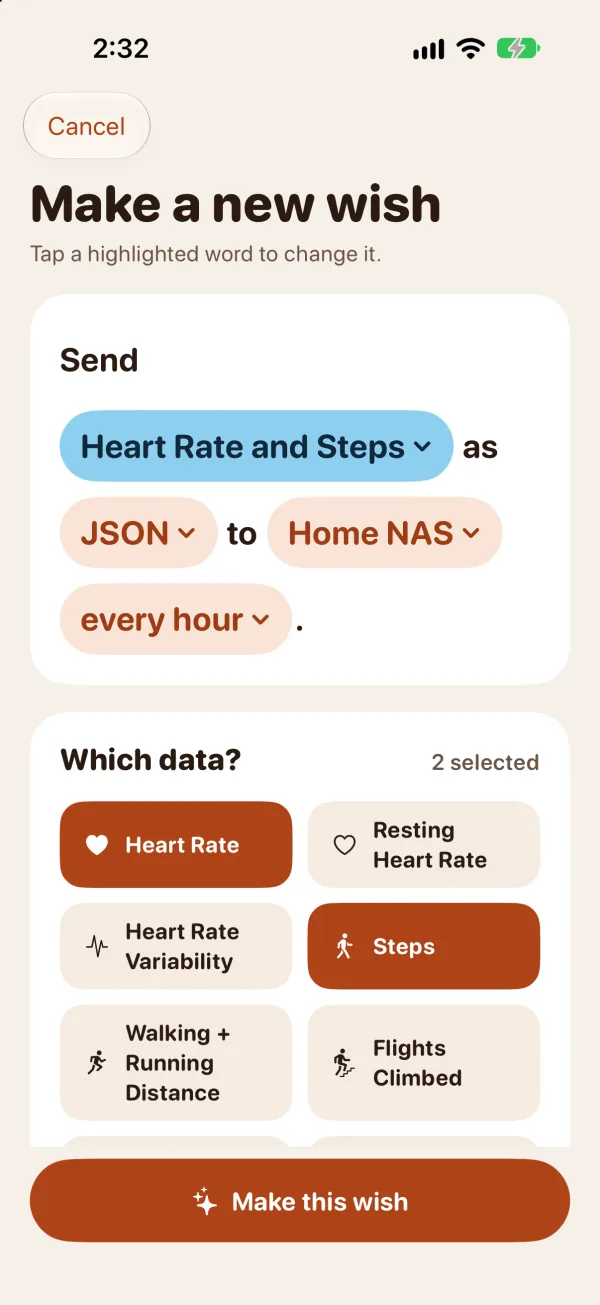 2:32
Cancel
Make a new wish
Tap a highlighted word to change it.
Send
Heart Rate and Steps as
JSON to Home NAS
every hour .
Which data?
2 selected
Heart Rate
Resting
Heart Rate
Heart Rate
Variability
Steps
Walking +
Running
Distance
Flights
Climbed
Make this wish